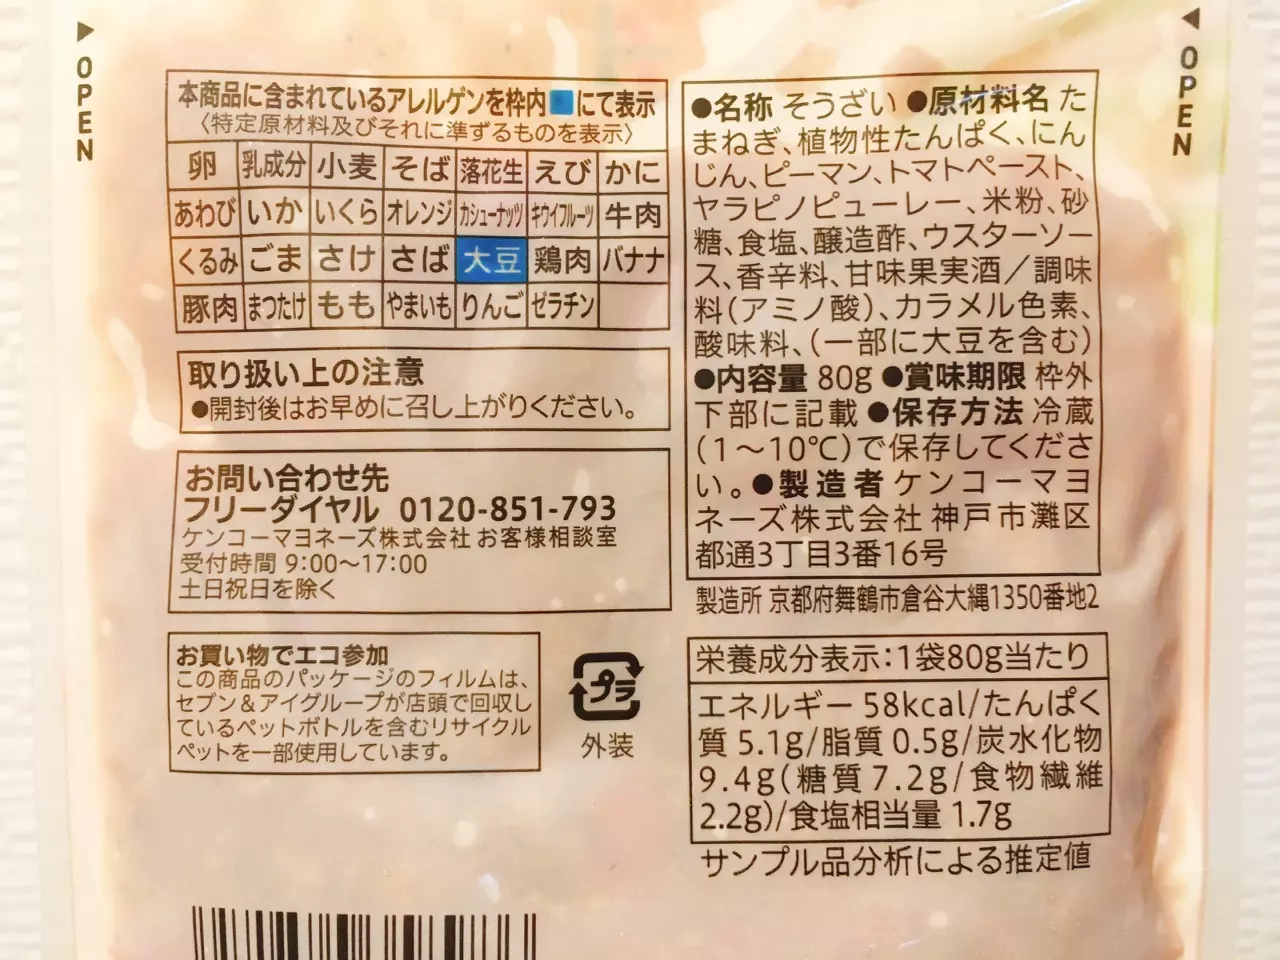 OPEN
OPEN
本商品に含まれているアレルゲンを枠内■にて表示
〈特定原材料及びそれに準ずるものを表示〉
卵 乳成分 小麦 そば 落花生 えび かに
あわび いか いくら オレンジ カシューナッツ キウイフルーツ 牛肉
くるみ ごま さけ さば 大豆 鶏肉 バナナ
豚肉 まつたけ もも やまいも りんご ゼラチン
取り扱い上の注意
●開封後はお早めに召し上がりください。
お問い合わせ先
フリーダイヤル 0120-851-793
ケンコーマヨネーズ株式会社 お客様相談室
受付時間 9:00〜17:00
土日祝日を除く
お買い物でエコ参加
この商品のパッケージのフィルムは、
セブン&アイグループが店頭で回収し
ているペットボトルを含むリサイクル
ペットを一部使用しています。
プラ
外装
●名称 そうざい ●原材料名 た
まねぎ、植物性たんぱく、にん
じん、ピーマン、トマトペースト、
ヤラピノピューレー、米粉、砂
糖、食塩、醸造酢、ウスターソー
ス、香辛料、甘味果実酒／調味
料(アミノ酸)、カラメル色素、
酸味料、(一部に大豆を含む)
●内容量 80g ●賞味期限 枠外
下部に記載 ●保存方法 冷蔵
(1〜10℃)で保存してくださ
い。●製造者 ケンコーマヨ
ネーズ株式会社 神戸市灘区
都通3丁目3番16号
製造所 京都府舞鶴市倉谷大縄1350番地2
栄養成分表示:1袋80g当たり
エネルギー 58kcal/たんぱく
質 5.1g/脂質 0.5g/炭水化物
9.4g(糖質 7.2g/食物繊維
2.2g)/食塩相当量 1.7g
サンプル品分析による推定値